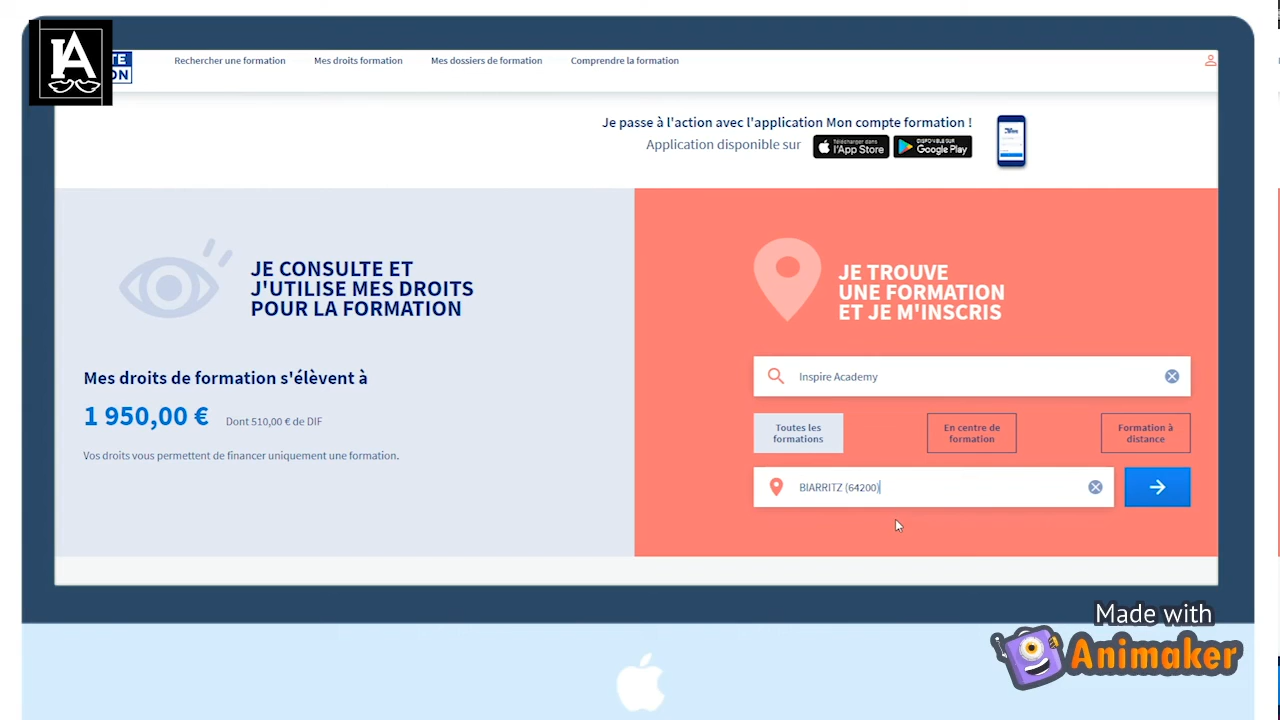 IA
TE
ON
Rechercher une formation
Mes droits formation
Mes dossiers de formation
Comprendre la formation
Je passe à l'action avec l'application Mon compte formation !
Application disponible sur
Télécharger dans
l'App Store
DISPONIBLE SUR
Google Play
JE CONSULTE ET
J'UTILISE MES DROITS
POUR LA FORMATION
Mes droits de formation s'élèvent à
1 950,00 €
Dont 510,00 € de DIF
Vos droits vous permettent de financer uniquement une formation.
JE TROUVE
UNE FORMATION
ET JE M'INSCRIS
Inspire Academy
Toutes les
formations
En centre de
formation
Formation à
distance
BIARRITZ (64200)
Made with
Animaker